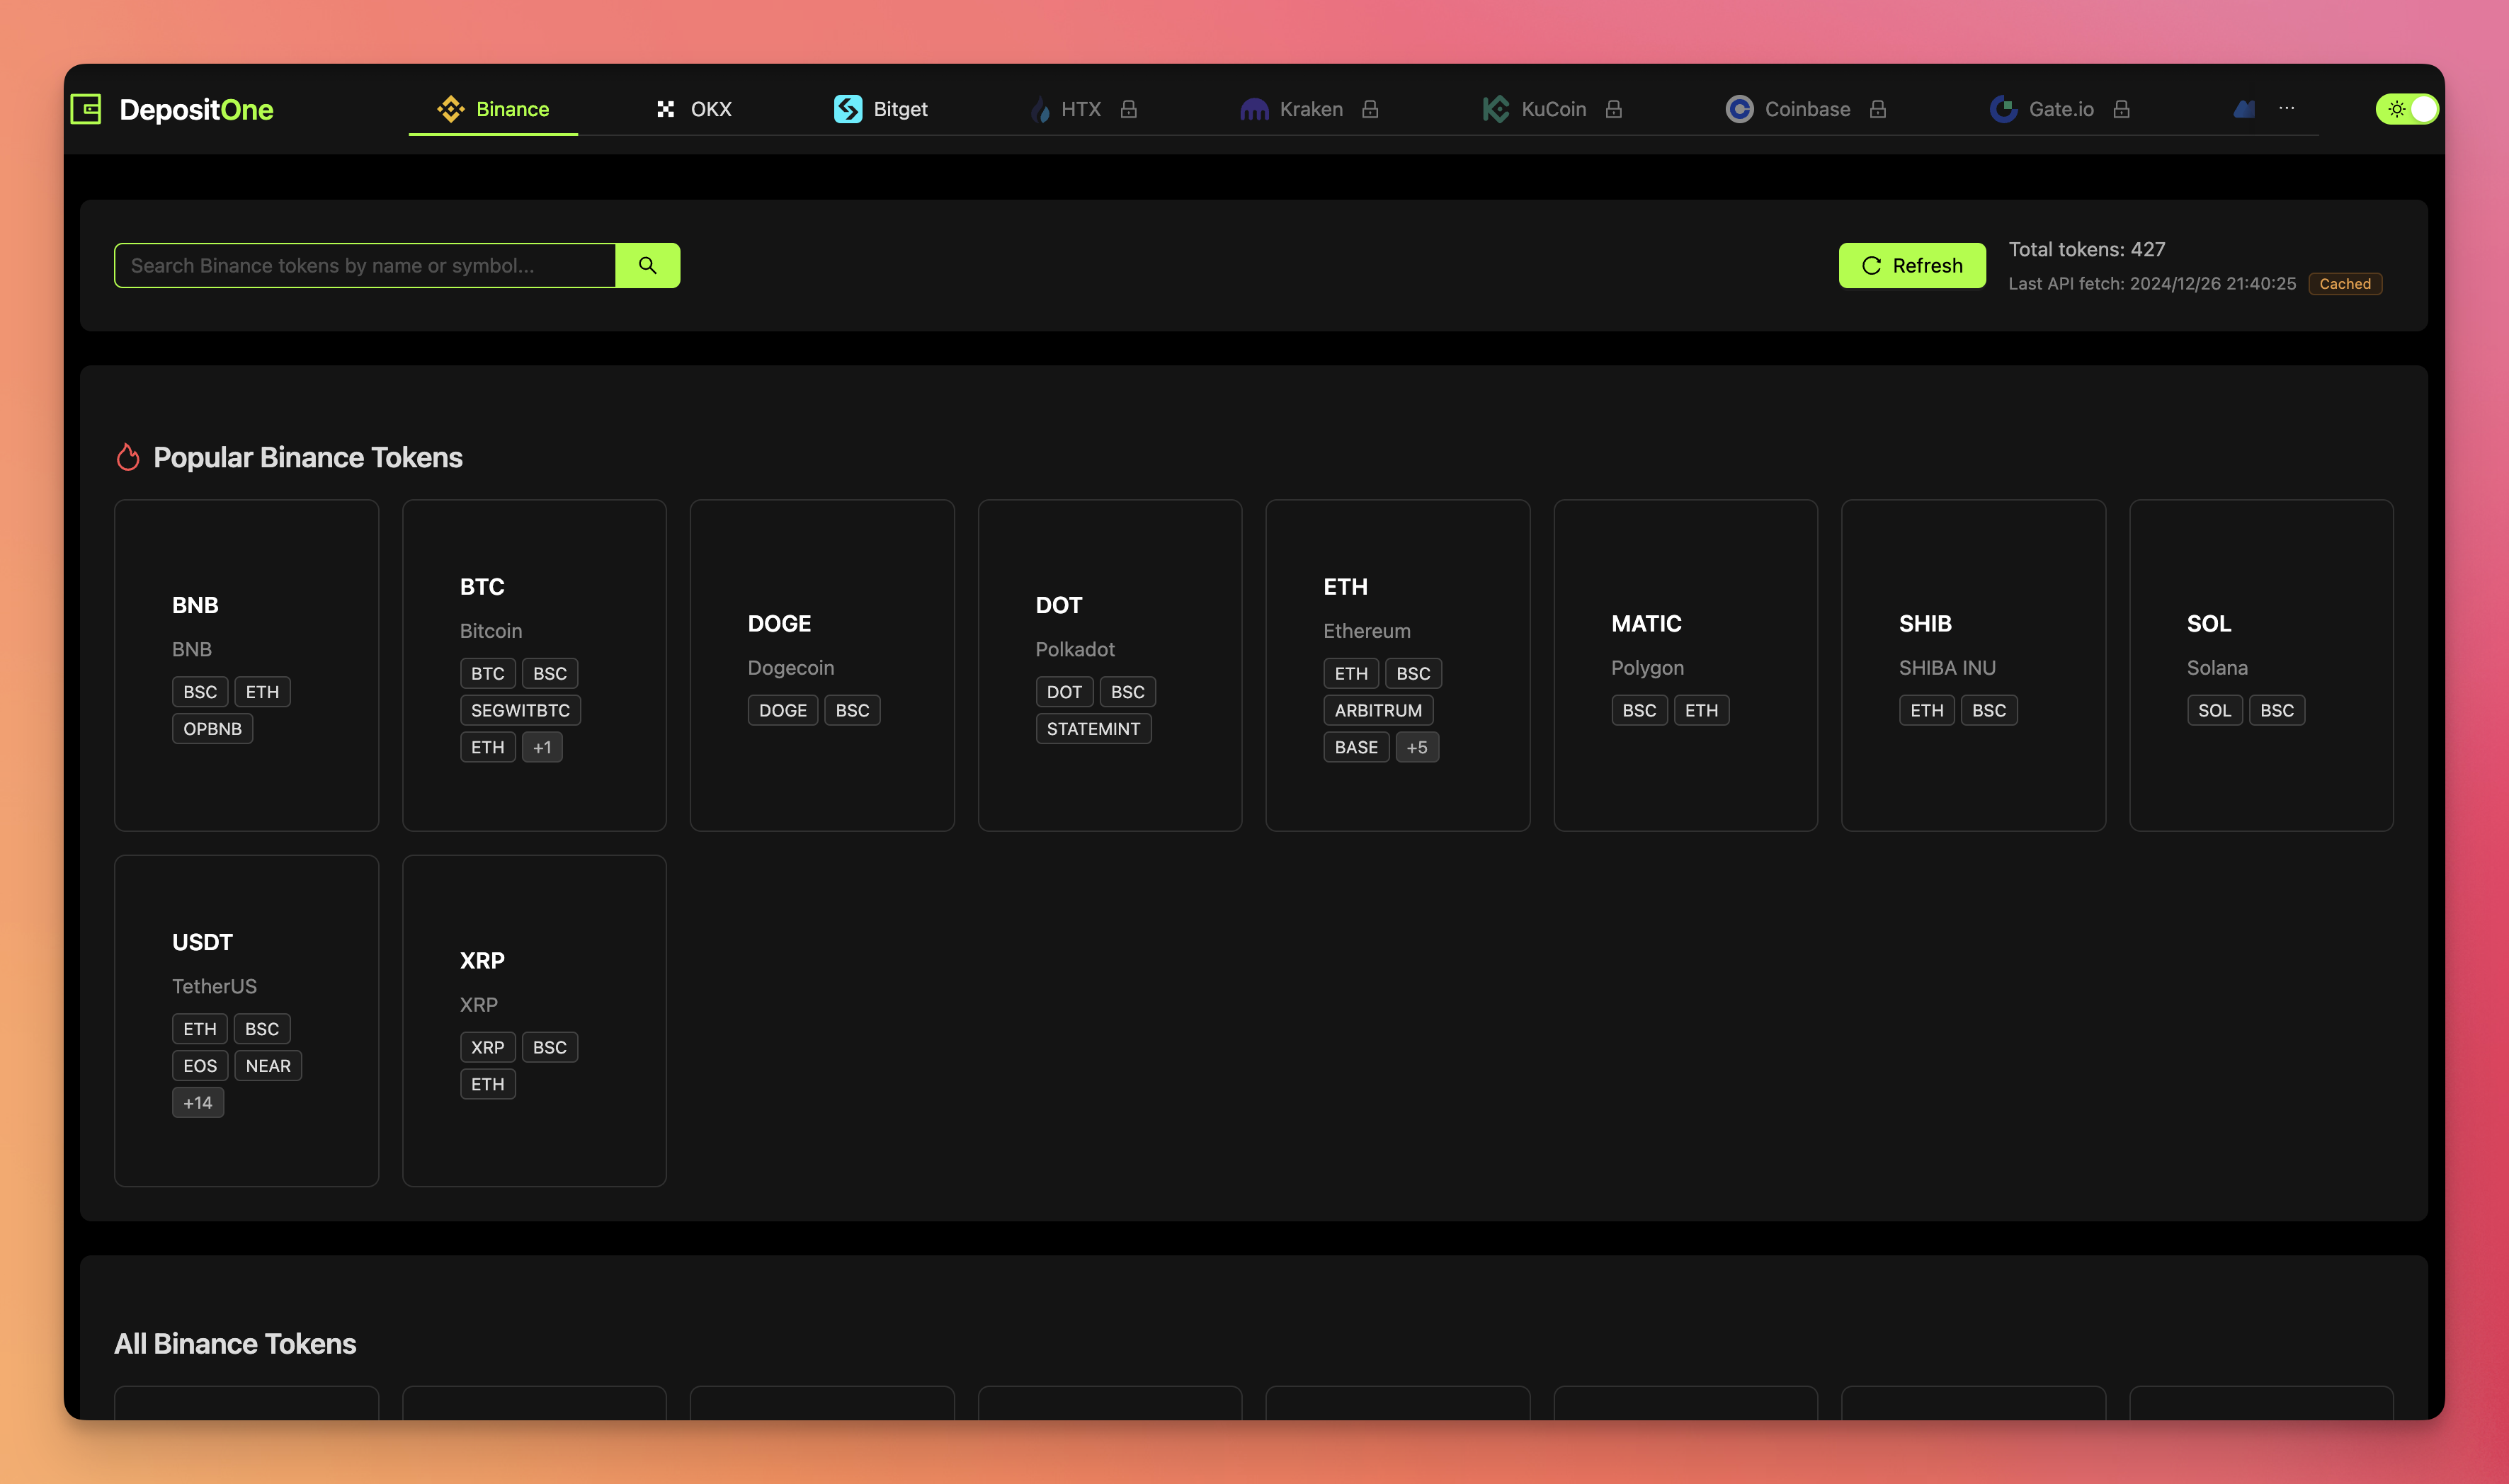 DepositOne
Binance
OKX
Bitget
HTX
Kraken
KuCoin
Coinbase
Gate.io
...
Search Binance tokens by name or symbol...
Refresh
Total tokens: 427
Last API fetch: 2024/12/26 21:40:25 Cached
Popular Binance Tokens
BNB
BNB
BSC ETH
OPBNB
BTC
Bitcoin
BTC BSC
SEGWITBTC
ETH +1
DOGE
Dogecoin
DOGE BSC
DOT
Polkadot
DOT BSC
STATEMINT
ETH
Ethereum
ETH BSC
ARBITRUM
BASE +5
MATIC
Polygon
BSC ETH
SHIB
SHIBA INU
ETH BSC
SOL
Solana
SOL BSC
USDT
TetherUS
ETH BSC
EOS NEAR
+14
XRP
XRP
XRP BSC
ETH
All Binance Tokens